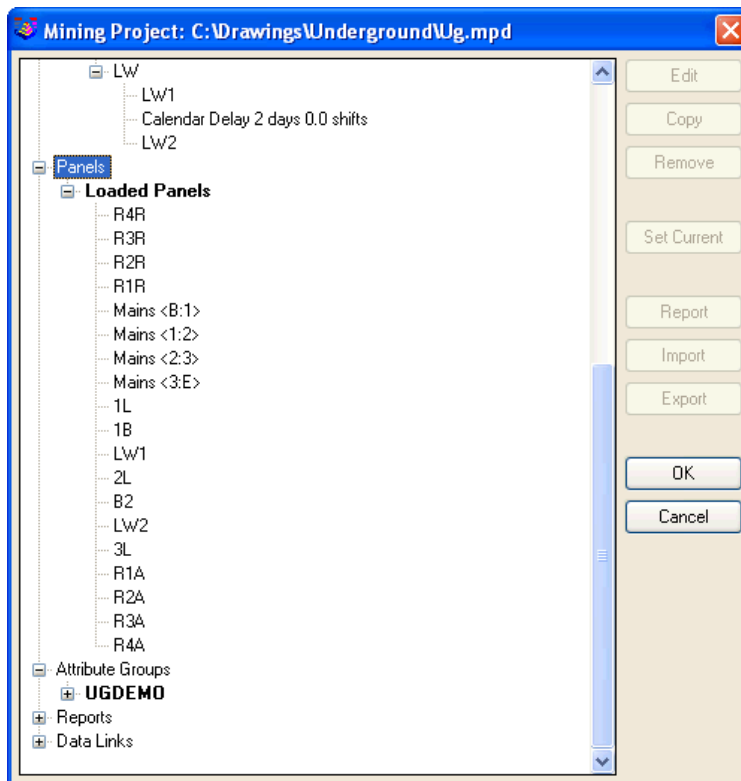 Mining Project: C:\Drawings\Underground\Ug.mpd
LW
LW1
Calendar Delay 2 days 0.0 shifts
LW2
Panels
Loaded Panels
R4R
R3R
R2R
R1R
Mains <B:1>
Mains <1:2>
Mains <2:3>
Mains <3:E>
1L
1B
LW1
2L
B2
LW2
3L
R1A
R2A
R3A
R4A
Attribute Groups
UGDEMO
Reports
Data Links
Edit
Copy
Remove
Set Current
Report
Import
Export
OK
Cancel